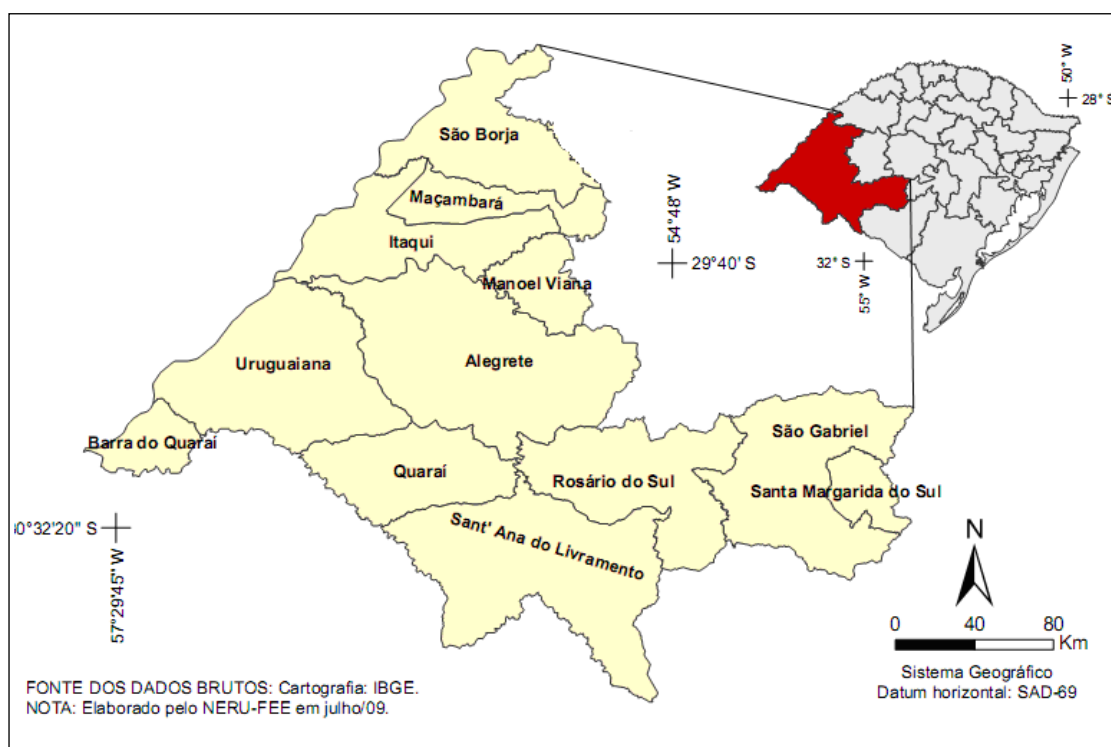 50° W
28° S
São Borja
Maçambará
Itaqui
54°48' W
29°40' S
32° S
55° W
Manoel Viana
Uruguaiana
Alegrete
Barra do Quaraí
São Gabriel
Quaraí
Rosário do Sul
Santa Margarida do Sul
Sant' Ana do Livramento
0°32'20" S
57°29'45" W
N
0 40 80
Km
Sistema Geográfico
Datum horizontal: SAD-69
FONTE DOS DADOS BRUTOS: Cartografia: IBGE.
NOTA: Elaborado pelo NERU-FEE em julho/09.